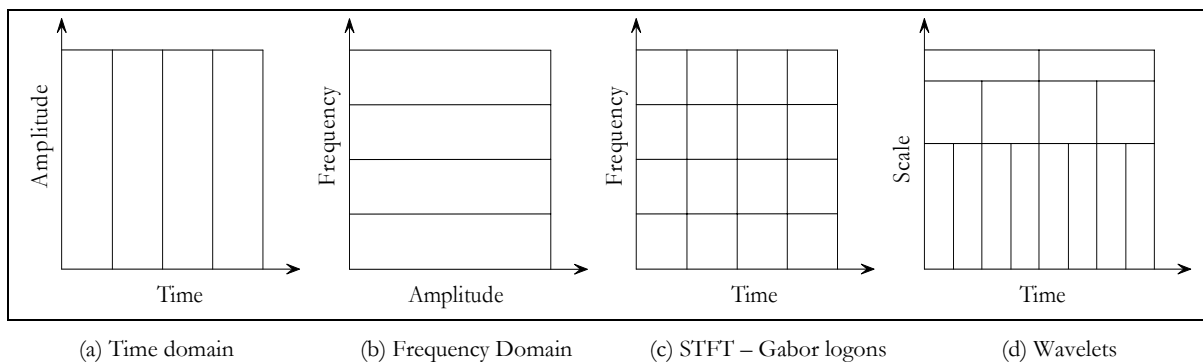 Amplitude
Time
Frequency
Amplitude
Frequency
Time
Scale
Time
(a) Time domain
(b) Frequency Domain
(c) STFT – Gabor logons
(d) Wavelets